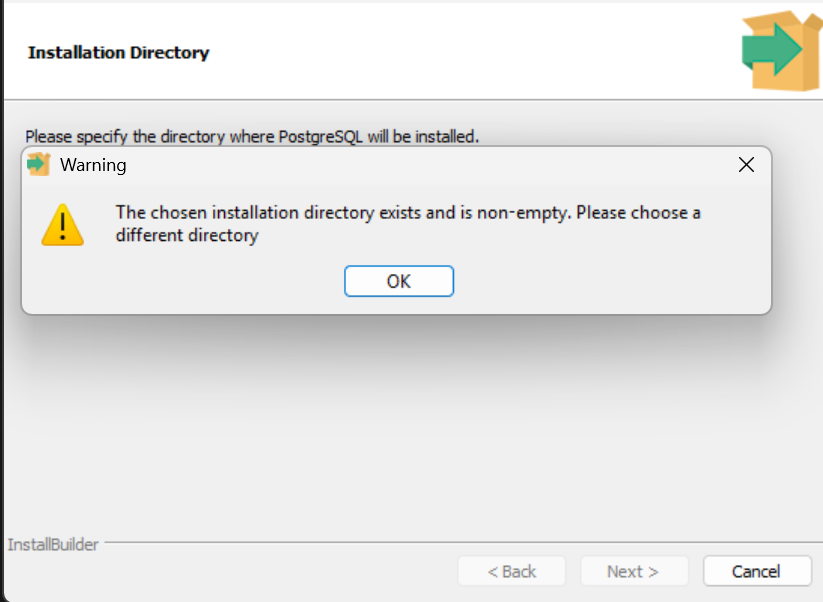 Installation Directory
Please specify the directory where PostgreSQL will be installed.
Warning
The chosen installation directory exists and is non-empty. Please choose a
different directory
OK
InstallBuilder
< Back
Next >
Cancel